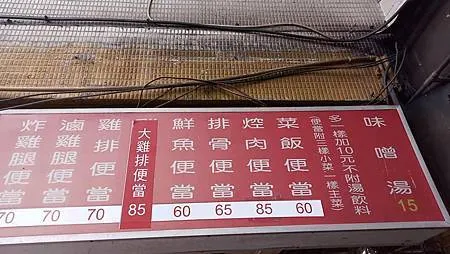 味噌湯 15
多一樣加10元不附湯飲料
(便當附三樣小菜一樣主菜)
菜飯便當 60
焢肉便當 85
排骨便當 65
鮮魚便當 60
大雞排便當 85
雞排便當 70
滷雞腿便當 70
炸雞腿便當 70